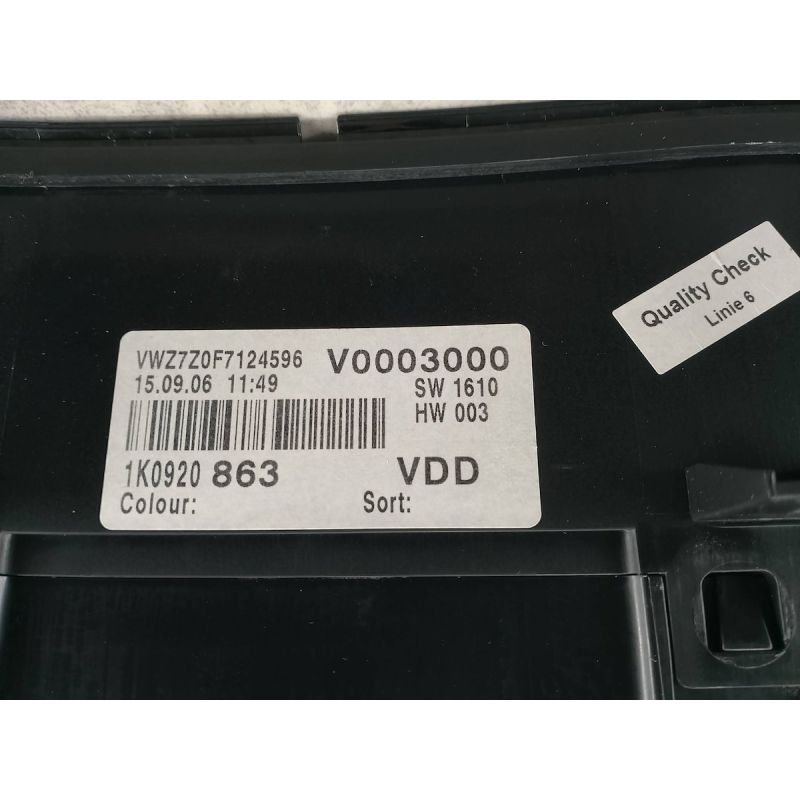 Quality Check
Linie 6
VWZ7Z0F7124596 V0003000
15.09.06 11:49 SW 1610
HW 003
1K0920 863 VDD
Colour: Sort: